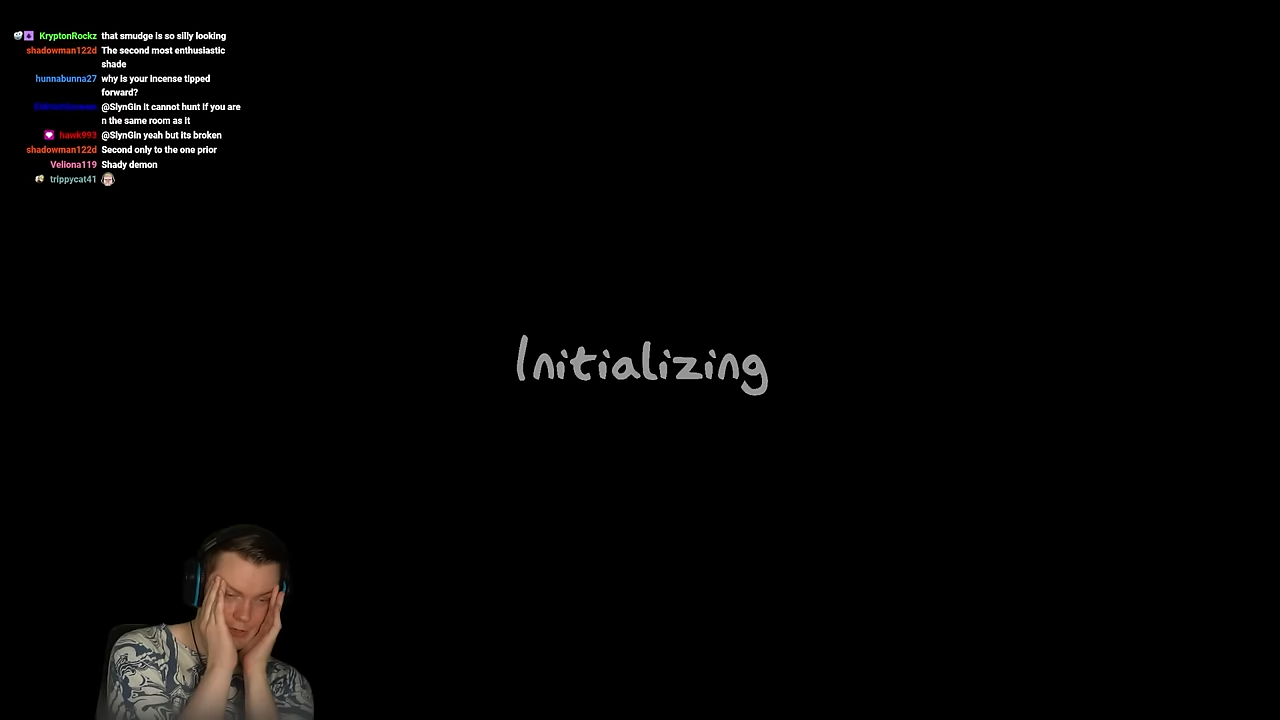 KryptonRockz that smudge is so silly looking
shadowman122d The second most enthusiastic
shade
hunnabunna27 why is your incense tipped
forward?
@SlynGin it cannot hunt if you are
n the same room as it
hawk993 @SlynGin yeah but its broken
shadowman122d Second only to the one prior
Veliona119 Shady demon
trippycat41
Initializing